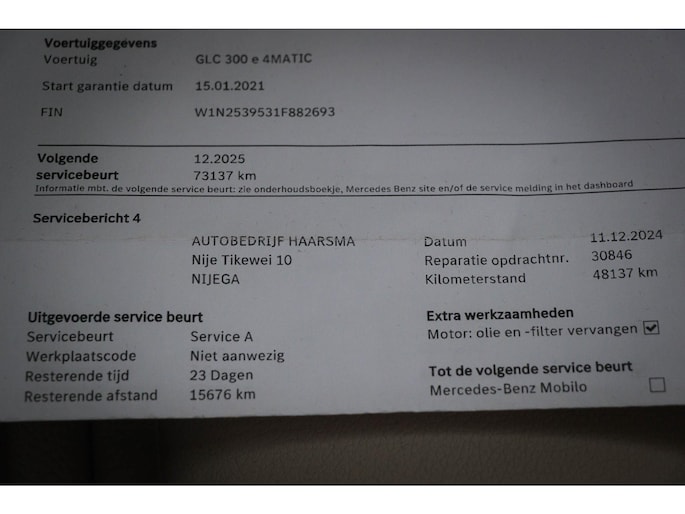 Voertuiggegevens
Voertuig GLC 300 e 4MATIC
Start garantie datum 15.01.2021
FIN W1N2539531F882693
Volgende 12.2025
servicebeurt 73137 km
Informatie mbt. de volgende service beurt: zie onderhoudsboekje, Mercedes Benz site en/of de service melding in het dashboard
Servicebericht 4
AUTOBEDRIJF HAARSMA
Nije Tikewei 10
NIJEGA
Datum 11.12.2024
Reparatie opdrachtnr. 30846
Kilometerstand 48137 km
Uitgevoerde service beurt
Servicebeurt Service A
Werkplaatscode Niet aanwezig
Resterende tijd 23 Dagen
Resterende afstand 15676 km
Extra werkzaamheden
Motor: olie en -filter vervangen
Tot de volgende service beurt
Mercedes-Benz Mobilo